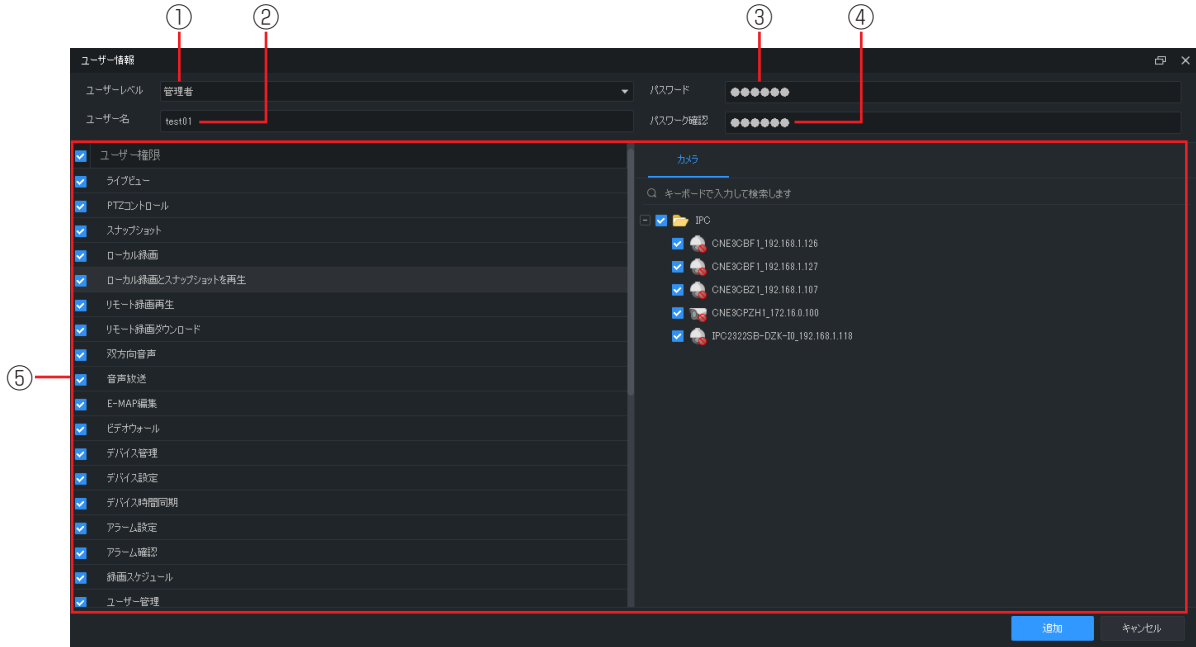 ① ② ③ ④
ユーザー情報
ユーザーレベル 管理者 パスワード ●●●●●●
ユーザー名 test01 パスワーク確認 ●●●●●●
ユーザー権限
ライブビュー
PTZコントロール
スナップショット
ローカル録画
ローカル録画とスナップショットを再生
リモート録画再生
リモート録画ダウンロード
双方向音声
音声放送
E-MAP編集
ビデオウォール
デバイス管理
デバイス設定
デバイス時間同期
アラーム設定
アラーム確認
録画スケジュール
ユーザー管理
⑤
カメラ
キーボードで入力して検索します
IPC
CNE3CBF1_192.168.1.126
CNE3CBF1_192.168.1.127
CNE3CBZ1_192.168.1.107
CNE3CPZH1_172.16.0.100
IPC2322SB-DZK-I0_192.168.1.118
追加 キャンセル